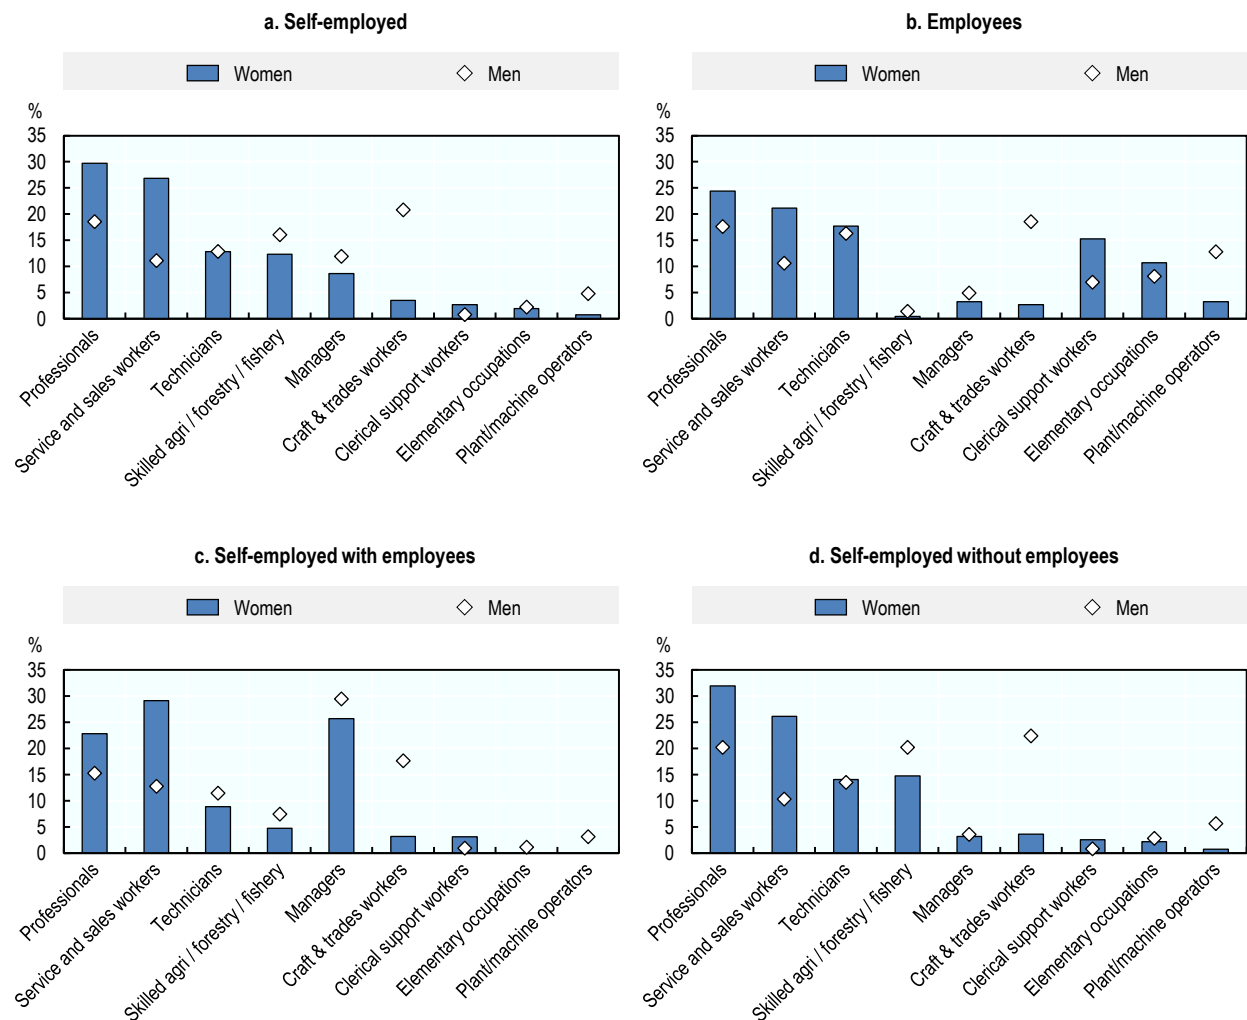 a. Self-employed
Women
Men
%
35
30
25
20
15
10
5
0
Professionals
Service and sales workers
Technicians
Skilled agri / forestry / fishery
Managers
Craft & trades workers
Clerical support workers
Elementary occupations
Plant/machine operators
b. Employees
Women
Men
%
35
30
25
20
15
10
5
0
Professionals
Service and sales workers
Technicians
Skilled agri / forestry / fishery
Managers
Craft & trades workers
Clerical support workers
Elementary occupations
Plant/machine operators
c. Self-employed with employees
Women
Men
%
35
30
25
20
15
10
5
0
Professionals
Service and sales workers
Technicians
Skilled agri / forestry / fishery
Managers
Craft & trades workers
Clerical support workers
Elementary occupations
Plant/machine operators
d. Self-employed without employees
Women
Men
%
35
30
25
20
15
10
5
0
Professionals
Service and sales workers
Technicians
Skilled agri / forestry / fishery
Managers
Craft & trades workers
Clerical support workers
Elementary occupations
Plant/machine operators